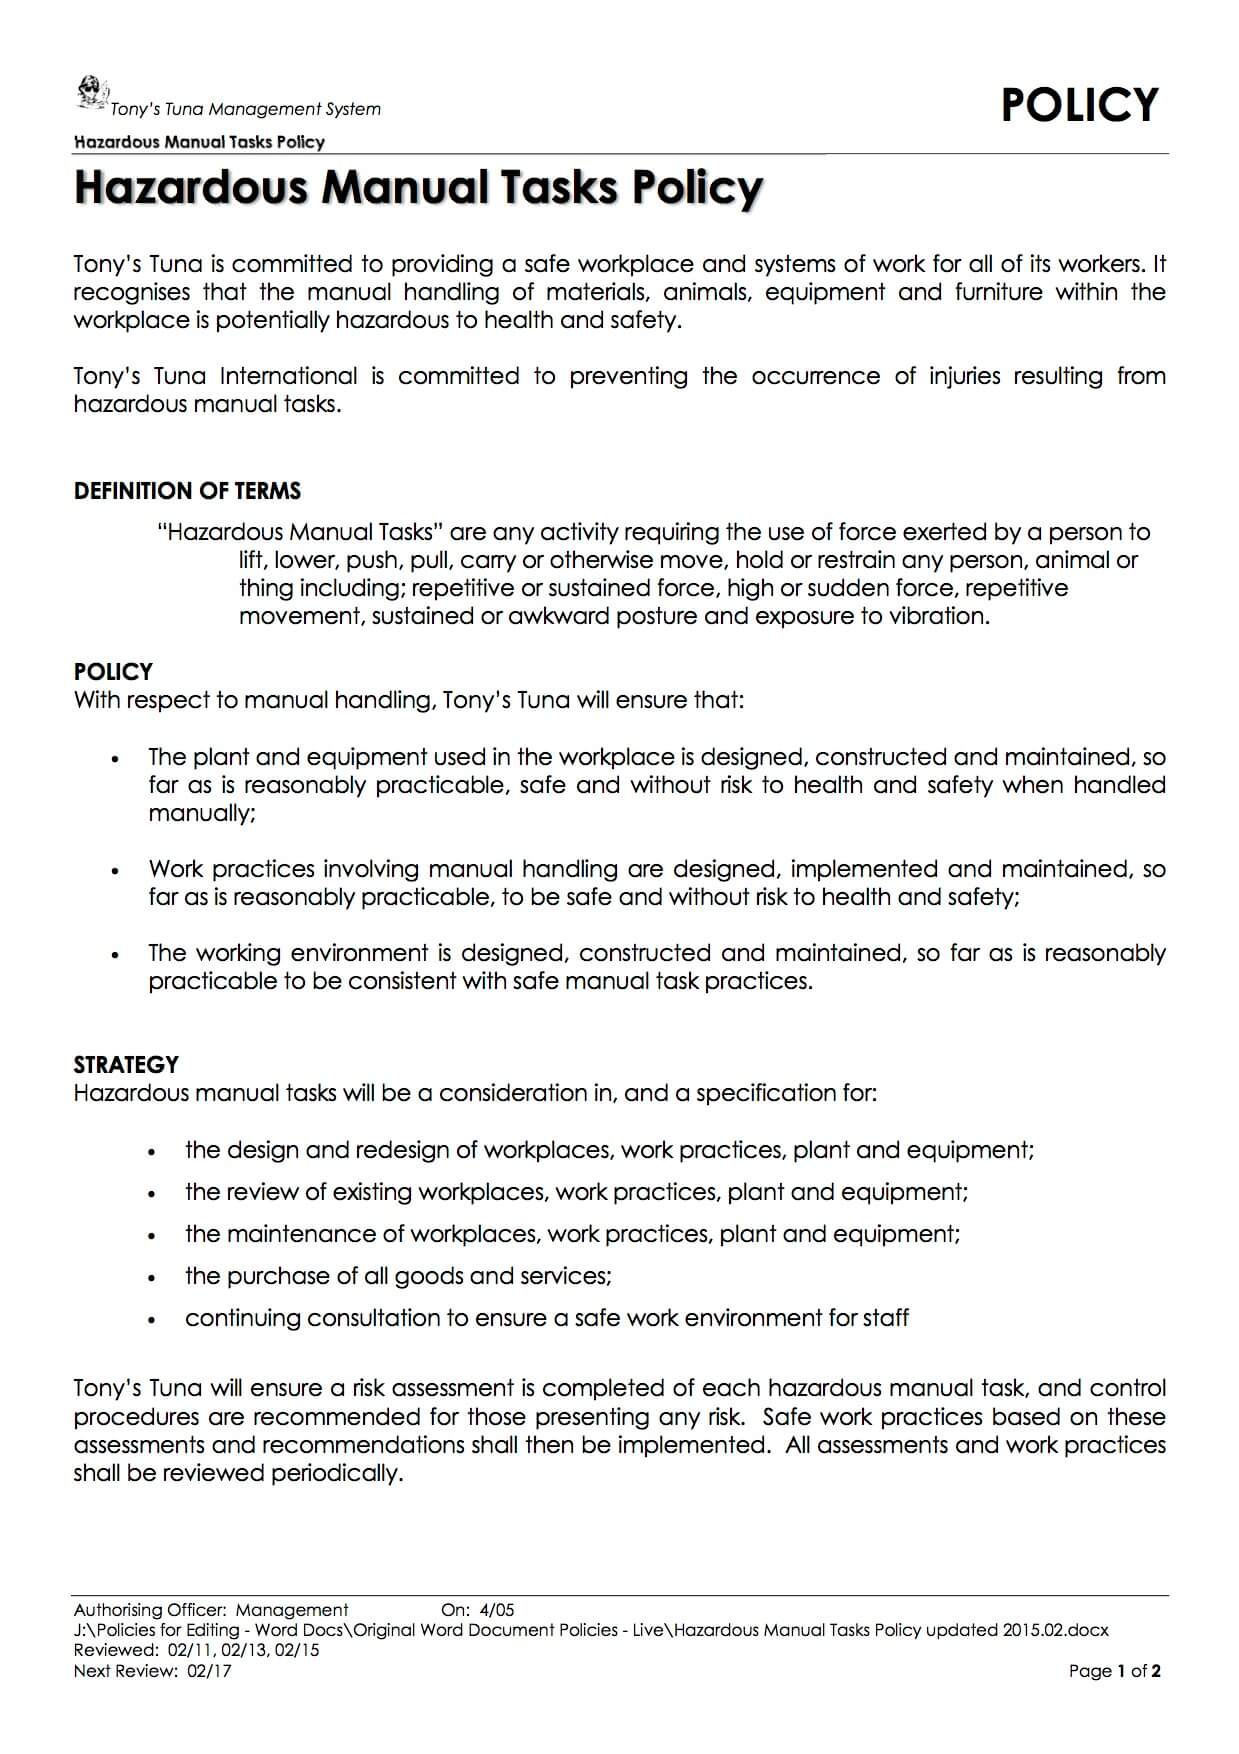 Tony's Tuna Management System
POLICY
Hazardous Manual Tasks Policy
Hazardous Manual Tasks Policy
Tony's Tuna is committed to providing a safe workplace and systems of work for all of its workers. It
recognises that the manual handling of materials, animals, equipment and furniture within the
workplace is potentially hazardous to health and safety.
Tony's Tuna International is committed to preventing the occurrence of injuries resulting from
hazardous manual tasks.
DEFINITION OF TERMS
“Hazardous Manual Tasks” are any activity requiring the use of force exerted by a person to
lift, lower, push, pull, carry or otherwise move, hold or restrain any person, animal or
thing including; repetitive or sustained force, high or sudden force, repetitive
movement, sustained or awkward posture and exposure to vibration.
POLICY
With respect to manual handling, Tony's Tuna will ensure that:
• The plant and equipment used in the workplace is designed, constructed and maintained, so
far as is reasonably practicable, safe and without risk to health and safety when handled
manually;
• Work practices involving manual handling are designed, implemented and maintained, so
far as is reasonably practicable, to be safe and without risk to health and safety;
• The working environment is designed, constructed and maintained, so far as is reasonably
practicable to be consistent with safe manual task practices.
STRATEGY
Hazardous manual tasks will be a consideration in, and a specification for:
• the design and redesign of workplaces, work practices, plant and equipment;
• the review of existing workplaces, work practices, plant and equipment;
• the maintenance of workplaces, work practices, plant and equipment;
• the purchase of all goods and services;
• continuing consultation to ensure a safe work environment for staff
Tony's Tuna will ensure a risk assessment is completed of each hazardous manual task, and control
procedures are recommended for those presenting any risk. Safe work practices based on these
assessments and recommendations shall then be implemented. All assessments and work practices
shall be reviewed periodically.
Authorising Officer: Management On: 4/05
J:\Policies for Editing - Word Docs\Original Word Document Policies - Live\Hazardous Manual Tasks Policy updated 2015.02.docx
Reviewed: 02/11, 02/13, 02/15
Next Review: 02/17 Page 1 of 2